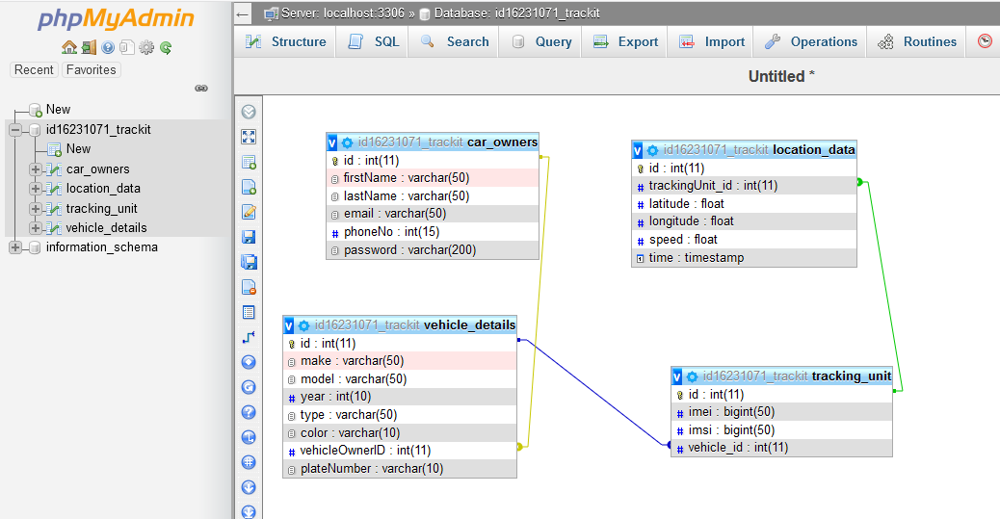 phpMyAdmin
Recent Favorites
New
id16231071_trackit
New
car_owners
location_data
tracking_unit
vehicle_details
information_schema
Server: localhost:3306 » Database: id16231071_trackit
Structure SQL Search Query Export Import Operations Routines
Untitled *
v id16231071_trackit car_owners
id : int(11)
firstName : varchar(50)
lastName : varchar(50)
email : varchar(50)
# phoneNo : int(15)
password : varchar(200)
v id16231071_trackit location_data
id : int(11)
# trackingUnit_id : int(11)
# latitude : float
# longitude : float
# speed : float
time : timestamp
v id16231071_trackit vehicle_details
id : int(11)
make : varchar(50)
model : varchar(50)
# year : int(10)
type : varchar(50)
color : varchar(10)
# vehicleOwnerID : int(11)
plateNumber : varchar(10)
v id16231071_trackit tracking_unit
id : int(11)
# imei : bigint(50)
# imsi : bigint(50)
# vehicle_id : int(11)